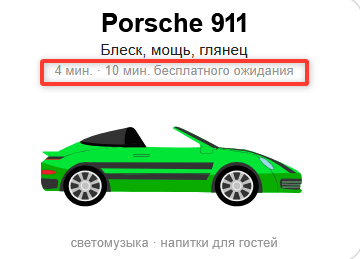 Porsche 911
Блеск, мощь, глянец
4 мин. · 10 мин. бесплатного ожидания
светомузыка · напитки для гостей